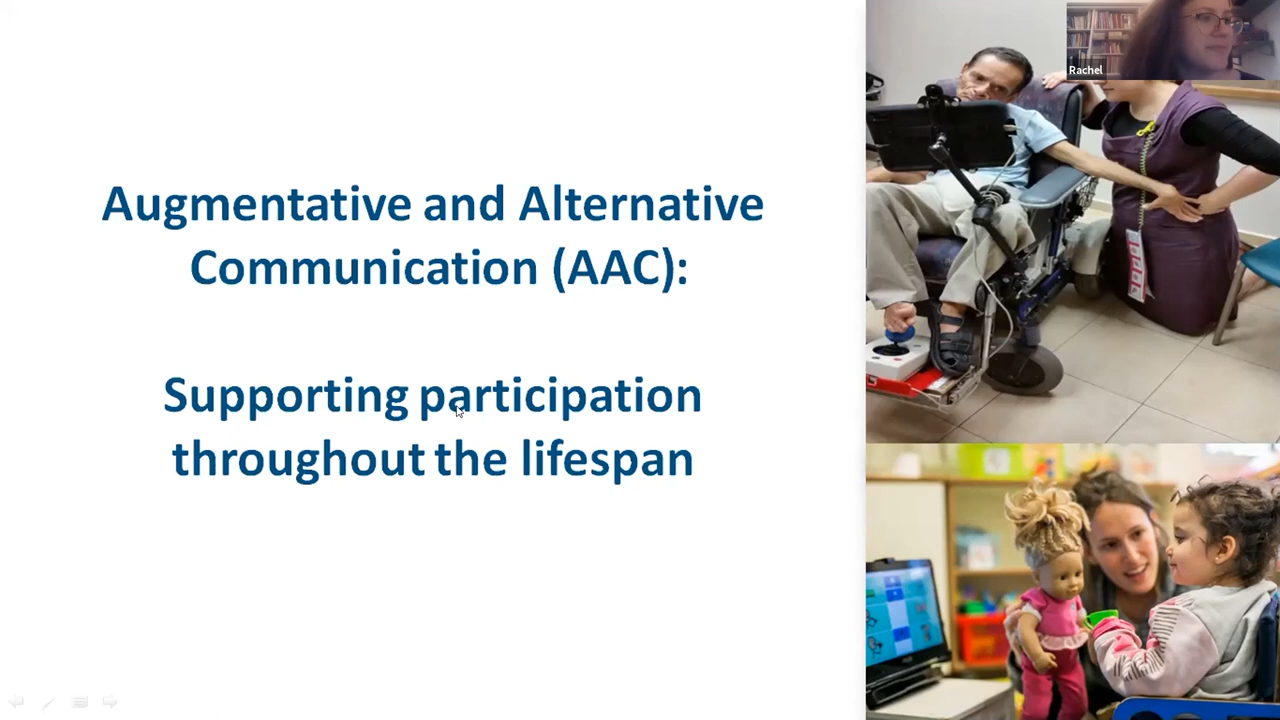 Augmentative and Alternative
Communication (AAC):
Supporting participation
throughout the lifespan
Rachel